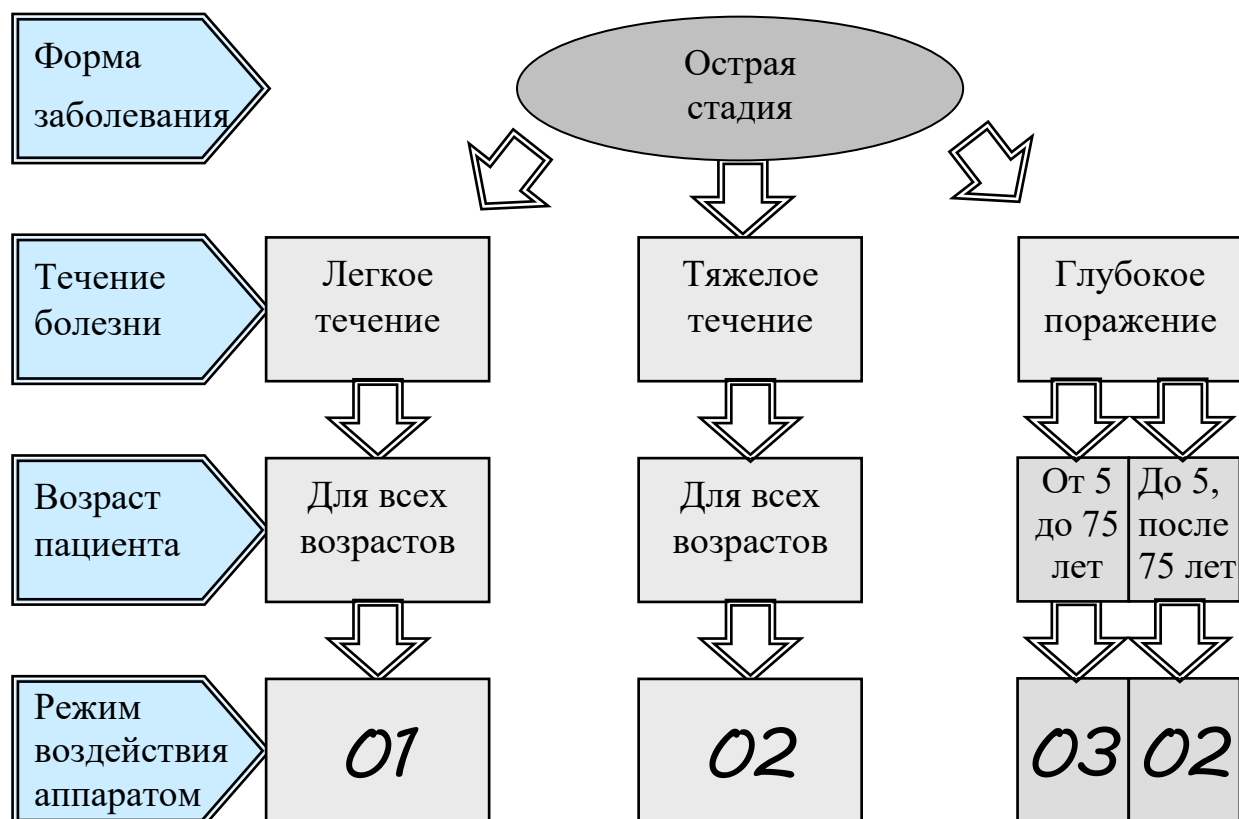 Форма
заболевания
Острая
стадия
Течение
болезни
Легкое
течение
Тяжелое
течение
Глубокое
поражение
Возраст
пациента
Для всех
возрастов
Для всех
возрастов
От 5
до 75
лет
До 5,
после
75 лет
Режим
воздействия
аппаратом
01
02
03
02